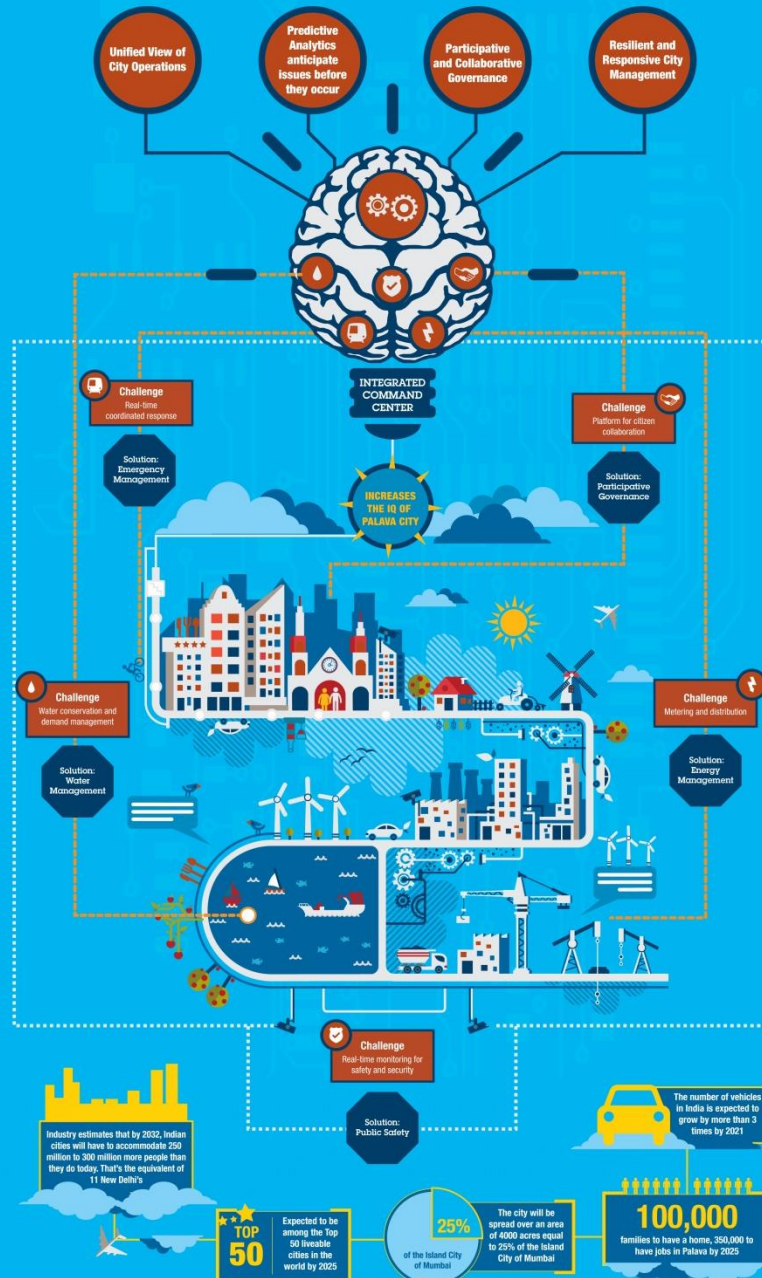 Unified View of
City Operations
Predictive
Analytics
anticipate
issues before
they occur
Participative
and Collaborative
Governance
Resilient and
Responsive City
Management
INTEGRATED
COMMAND
CENTER
Challenge
Real-time
coordinated response
Solution:
Emergency
Management
Challenge
Platform for citizen
collaboration
Solution:
Participative
Governance
INCREASES
THE IQ OF
PALAVA CITY
Challenge
Water conservation and
demand management
Solution:
Water
Management
Challenge
Metering and distribution
Solution:
Energy
Management
Challenge
Real-time monitoring for
safety and security
Solution:
Public Safety
Industry estimates that by 2032, Indian
cities will have to accommodate 250
million to 300 million more people than
they do today. That's the equivalent of
11 New Delhi's
The number of vehicles
in India is expected to
grow by more than 3
times by 2021
TOP
50
Expected to be
among the Top
50 liveable
cities in the
world by 2025
25%
of the Island City
of Mumbai
The city will be
spread over an area
of 4000 acres equal
to 25% of the Island
City of Mumbai
100,000
families to have a home, 350,000 to
have jobs in Palava by 2025